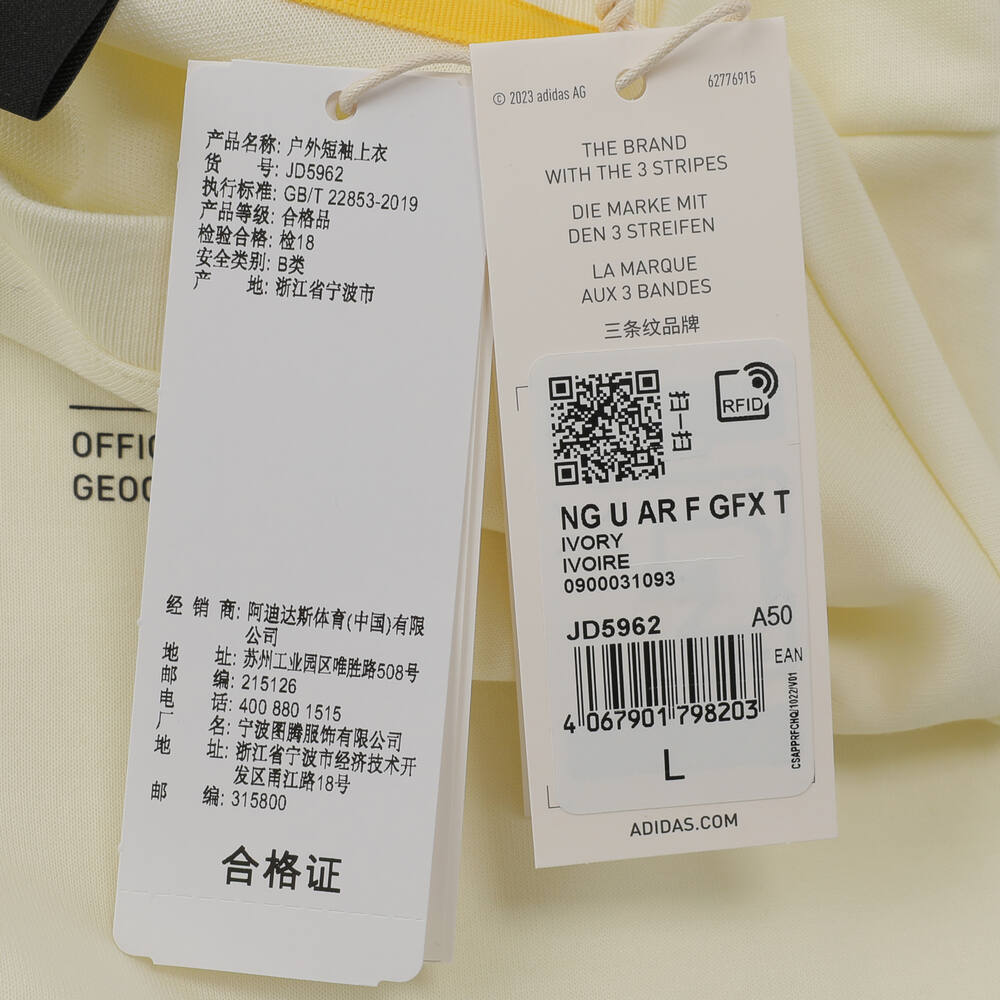 产品名称: 户外短袖上衣
货 号: JD5962
执行标准: GB/T 22853-2019
产品等级: 合格品
检验合格: 检18
安全类别: B类
产 地: 浙江省宁波市
OFFIC
GEOG
经 销 商: 阿迪达斯体育(中国)有限
公司
地 址: 苏州工业园区唯胜路508号
邮 编: 215126
电 话: 400 880 1515
厂 名: 宁波图腾服饰有限公司
地 址: 浙江省宁波市经济技术开
发区甬江路18号
邮 编: 315800
合格证
© 2023 adidas AG
62776915
THE BRAND
WITH THE 3 STRIPES
DIE MARKE MIT
DEN 3 STREIFEN
LA MARQUE
AUX 3 BANDES
三条纹品牌
扫一扫
RFID
NG U AR F GFX T
IVORY
IVOIRE
0900031093
JD5962
A50
EAN
4 067901 798203
CSAPPRFCHQ/1022/V01
L
ADIDAS.COM